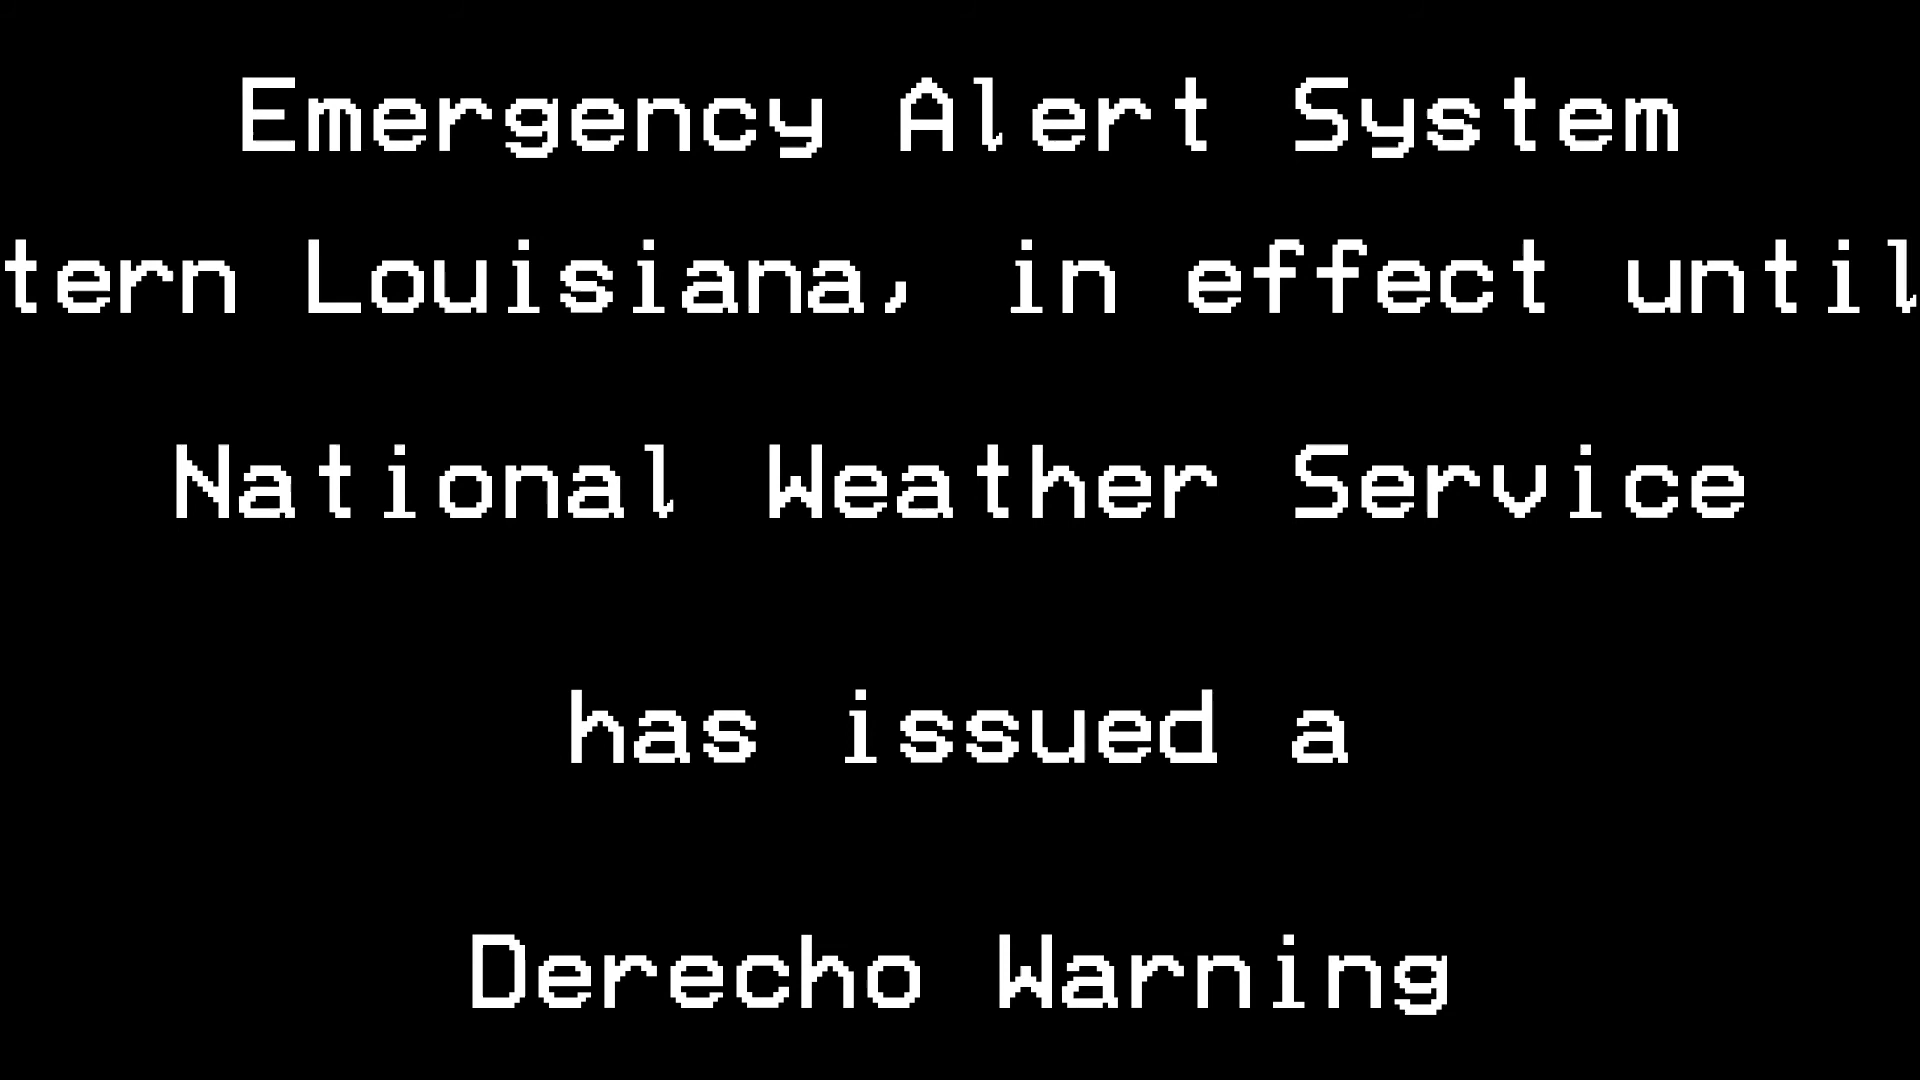 Emergency Alert System
tern Louisiana, in effect until
National Weather Service
has issued a
Derecho Warning